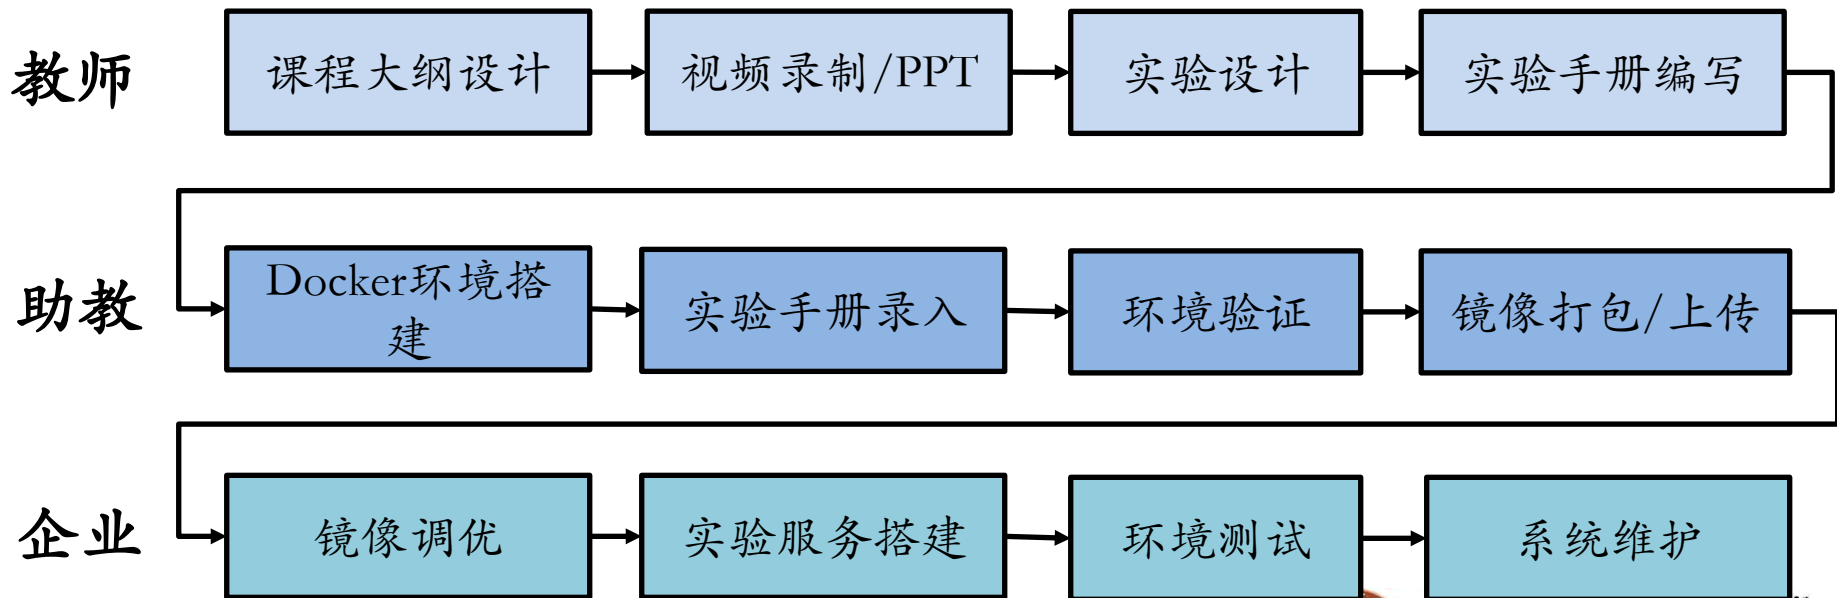 教师
课程大纲设计
视频录制/PPT
实验设计
实验手册编写
助教
Docker环境搭
建
实验手册录入
环境验证
镜像打包/上传
企业
镜像调优
实验服务搭建
环境测试
系统维护